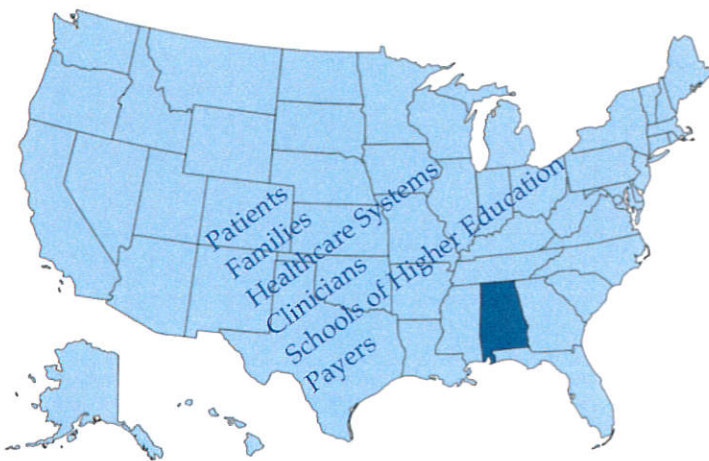 Patients
Families
Healthcare Systems
Clinicians
Schools of Higher Education
Payers